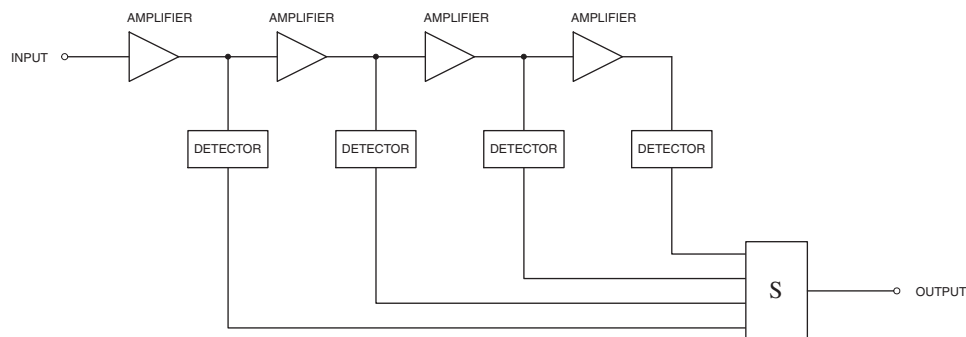 AMPLIFIER AMPLIFIER AMPLIFIER AMPLIFIER
INPUT
DETECTOR DETECTOR DETECTOR DETECTOR
S
OUTPUT